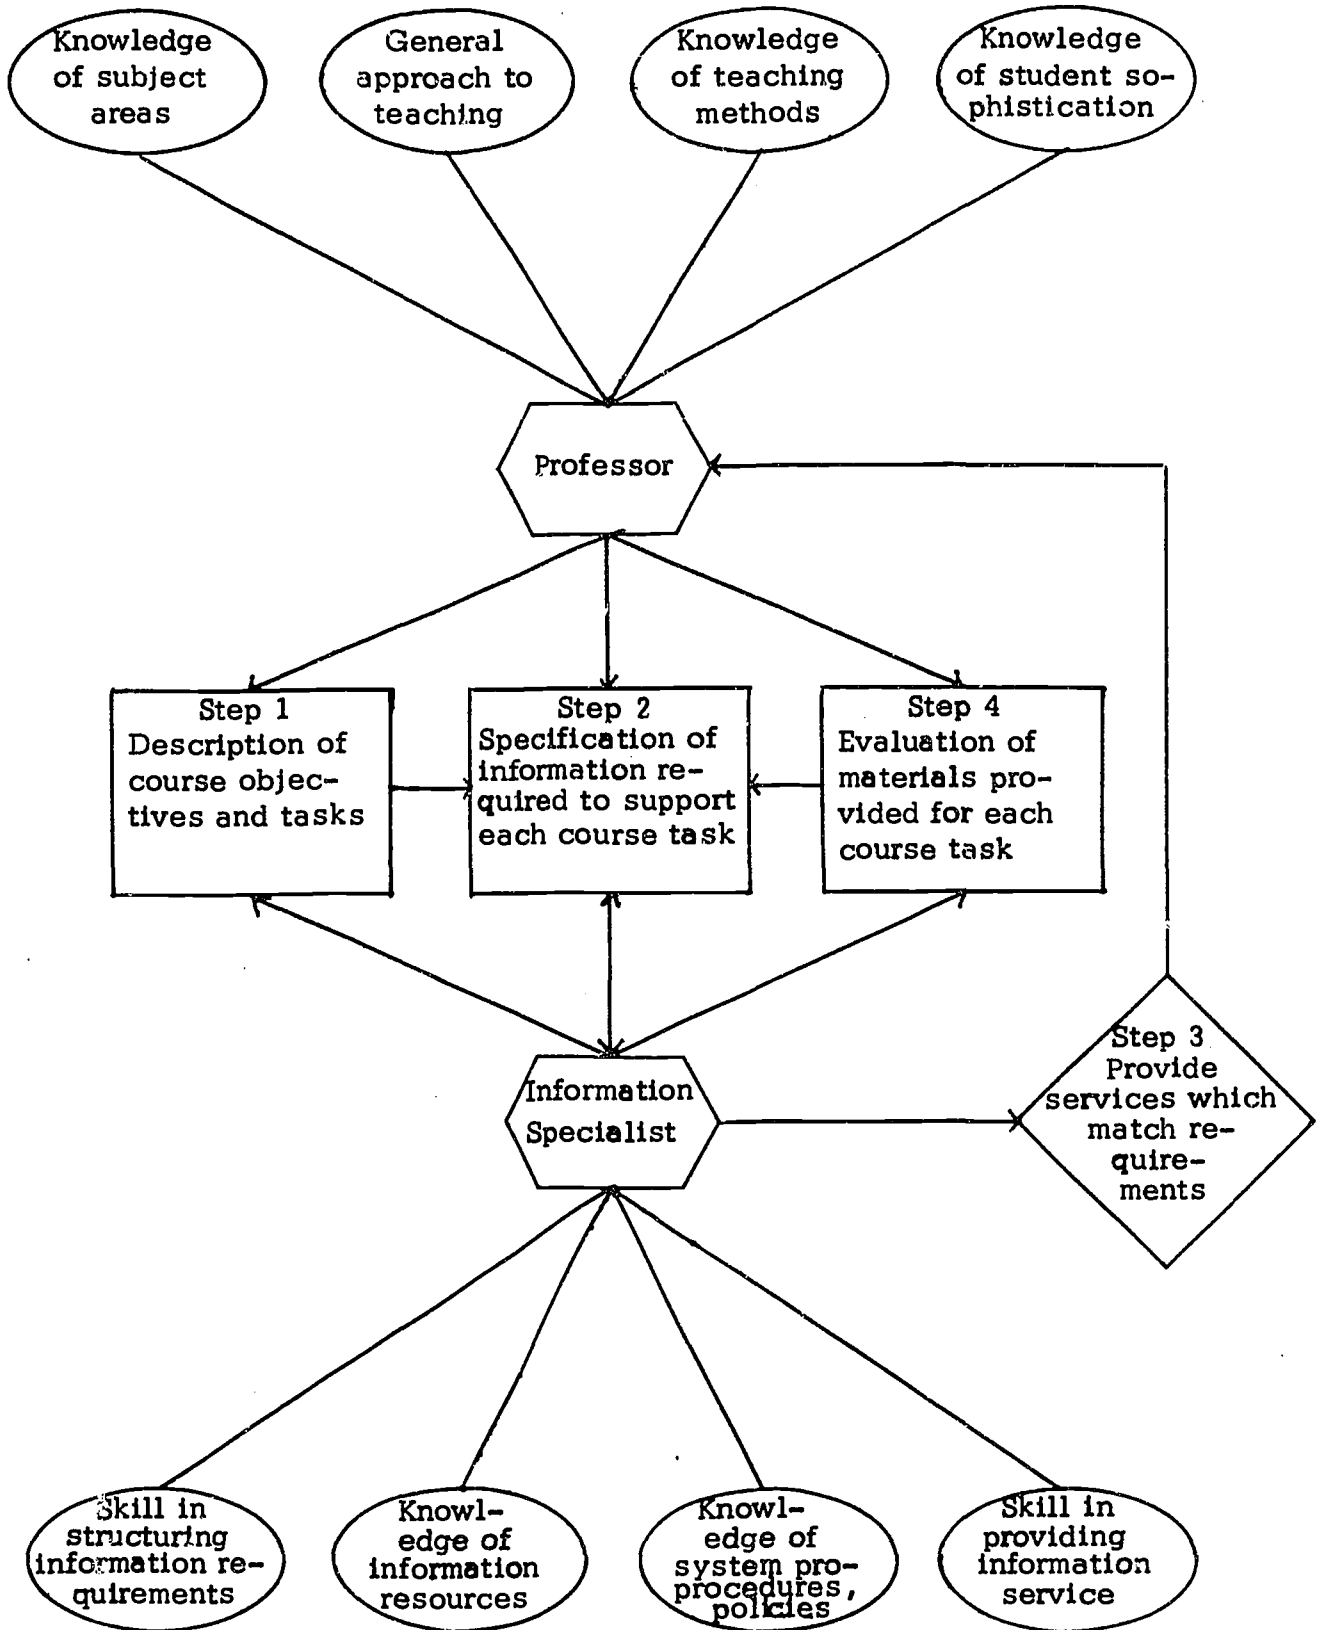 Knowledge
of subject
areas
General
approach to
teaching
Knowledge
of teaching
methods
Knowledge
of student so-
phistication
Professor
Step 1
Description of
course objec-
tives and tasks
Step 2
Specification of
information re-
quired to support
each course task
Step 4
Evaluation of
materials pro-
vided for each
course task
Information
Specialist
Step 3
Provide
services which
match re-
quire-
ments
Skill in
structuring
information re-
quirements
Knowl-
edge of
information
resources
Knowl-
edge of
system pro-
procedures,
policies
Skill in
providing
information
service